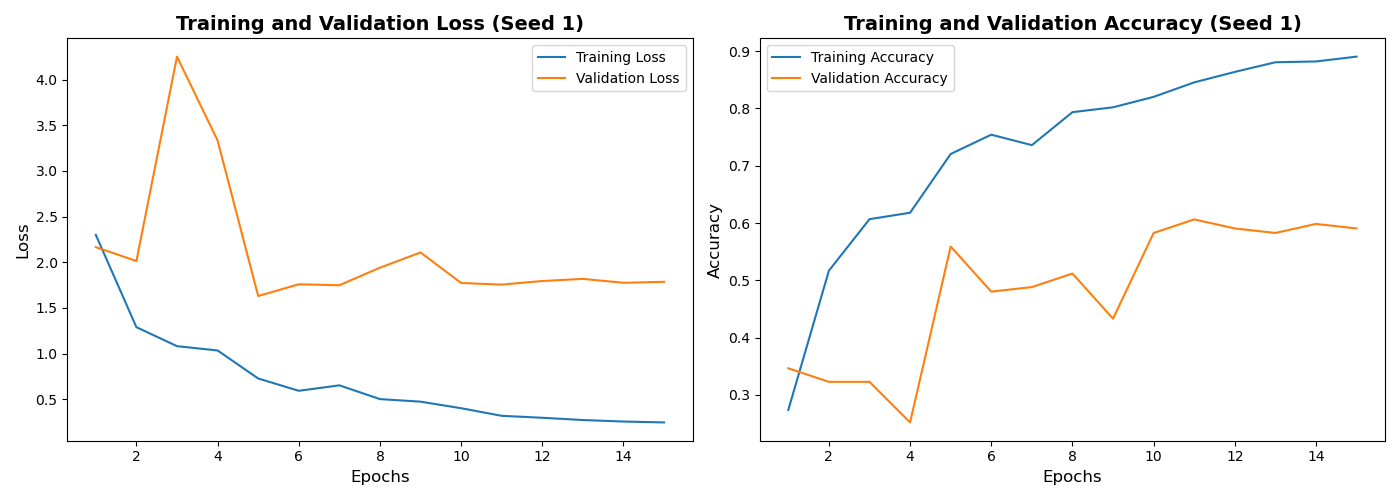 Training and Validation Loss (Seed 1)
Training Loss
Validation Loss
4.0
3.5
3.0
2.5
2.0
1.5
1.0
0.5
Loss
2 4 6 8 10 12 14
Epochs
Training and Validation Accuracy (Seed 1)
Training Accuracy
Validation Accuracy
0.9
0.8
0.7
0.6
0.5
0.4
0.3
Accuracy
2 4 6 8 10 12 14
Epochs